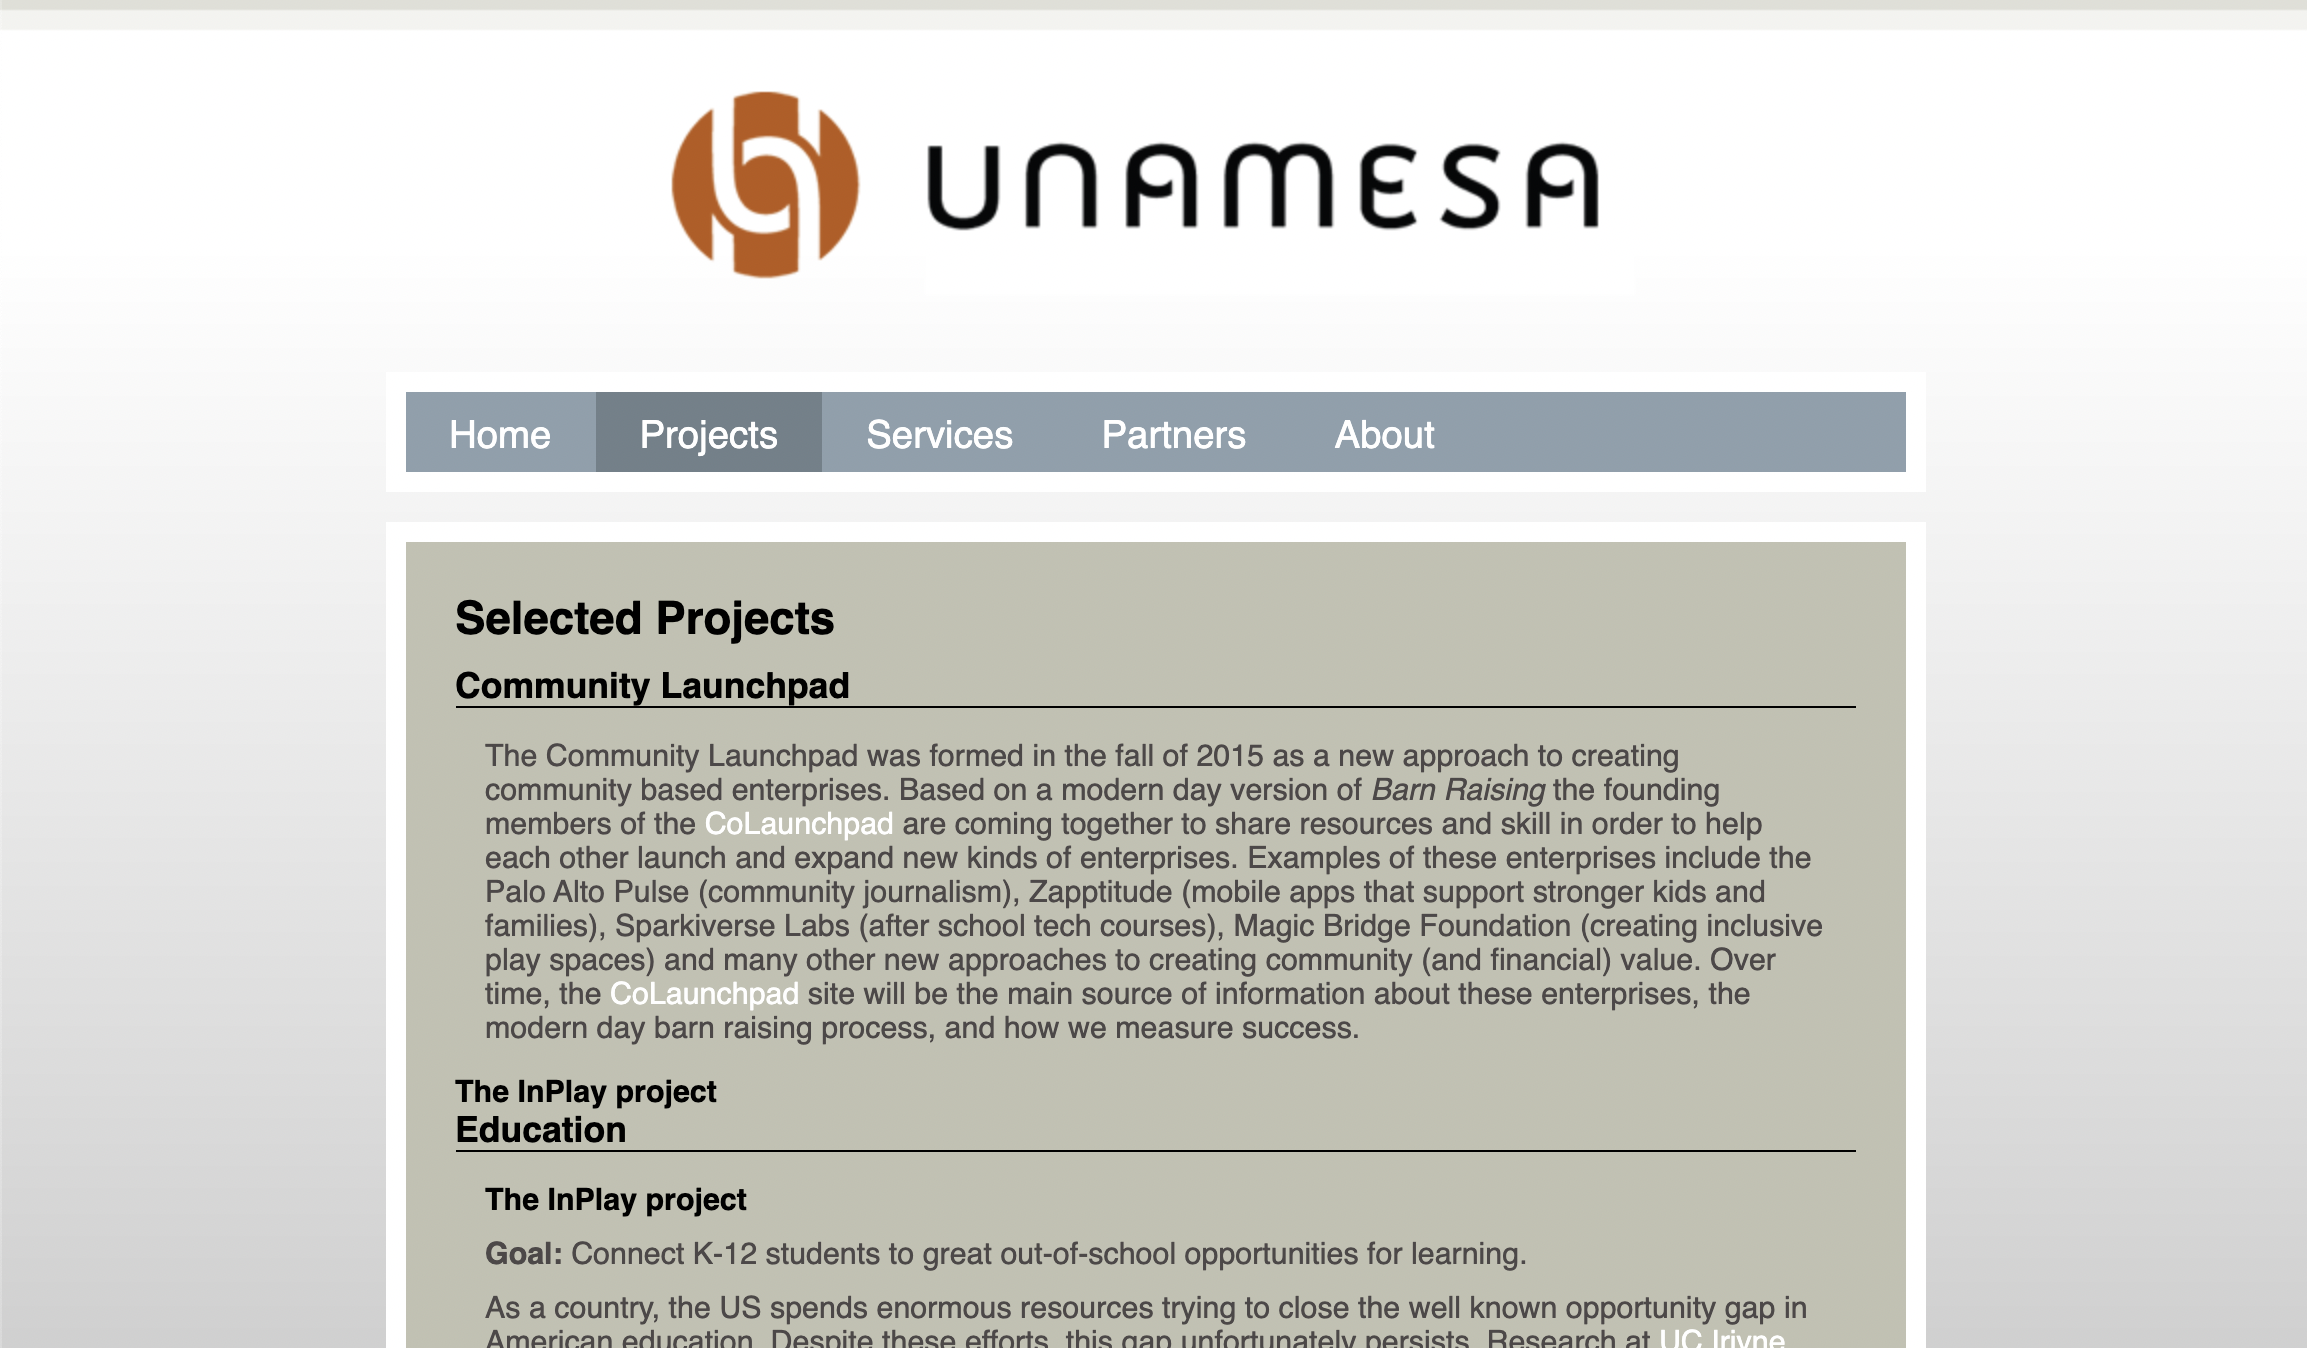 UNAMESA
Home Projects Services Partners About
Selected Projects
Community Launchpad
The Community Launchpad was formed in the fall of 2015 as a new approach to creating
community based enterprises. Based on a modern day version of Barn Raising the founding
members of the CoLaunchpad are coming together to share resources and skill in order to help
each other launch and expand new kinds of enterprises. Examples of these enterprises include the
Palo Alto Pulse (community journalism), Zapptitude (mobile apps that support stronger kids and
families), Sparkiverse Labs (after school tech courses), Magic Bridge Foundation (creating inclusive
play spaces) and many other new approaches to creating community (and financial) value. Over
time, the CoLaunchpad site will be the main source of information about these enterprises, the
modern day barn raising process, and how we measure success.
The InPlay project
Education
The InPlay project
Goal: Connect K-12 students to great out-of-school opportunities for learning.
As a country, the US spends enormous resources trying to close the well known opportunity gap in
American education. Despite these efforts, this gap unfortunately persists. Research at UC Irivne